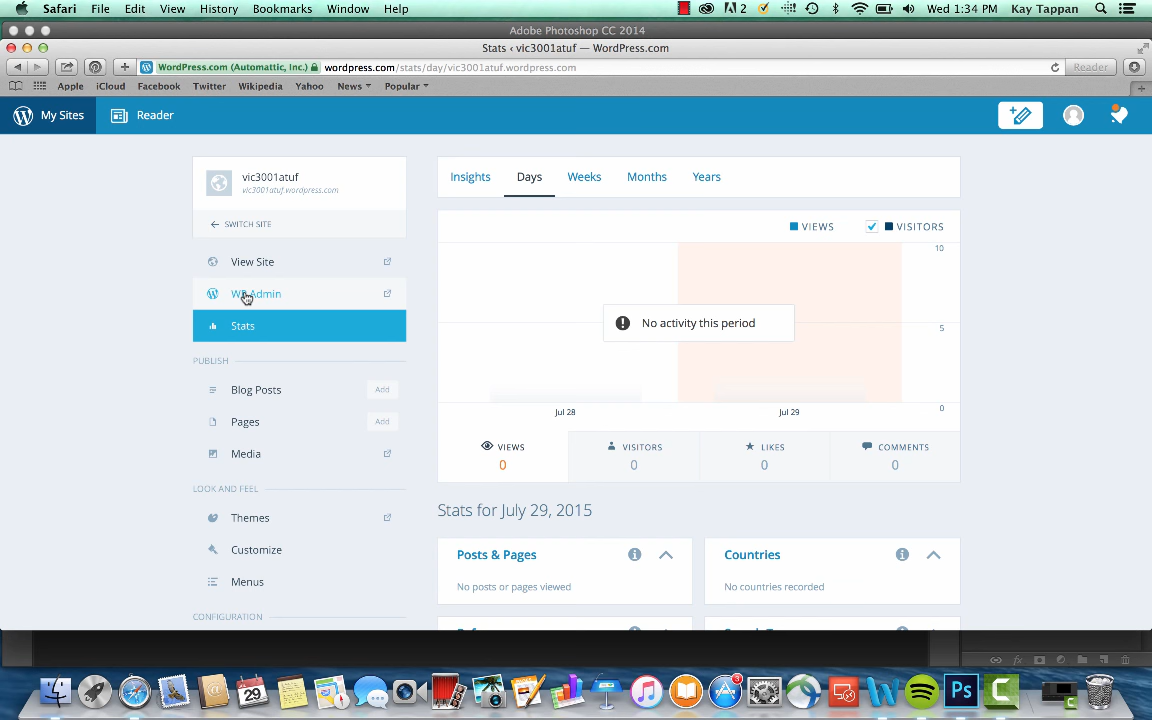 Safari File Edit View History Bookmarks Window Help 2 Wed 1:34 PM Kay Tappan
Adobe Photoshop CC 2014
Stats ‹ vic3001atuf — WordPress.com
WordPress.com (Automattic, Inc.) wordpress.com/stats/day/vic3001atuf.wordpress.com Reader
Apple iCloud Facebook Twitter Wikipedia Yahoo News Popular
My Sites Reader
vic3001atuf
vic3001atuf.wordpress.com
SWITCH SITE
View Site
WP Admin
Stats
PUBLISH
Blog Posts Add
Pages Add
Media
LOOK AND FEEL
Themes
Customize
Menus
CONFIGURATION
Insights Days Weeks Months Years
VIEWS VISITORS
10
No activity this period
5
0
Jul 28 Jul 29
VIEWS VISITORS LIKES COMMENTS
0 0 0 0
Stats for July 29, 2015
Posts & Pages
No posts or pages viewed
Countries
No countries recorded
29
3
Ps